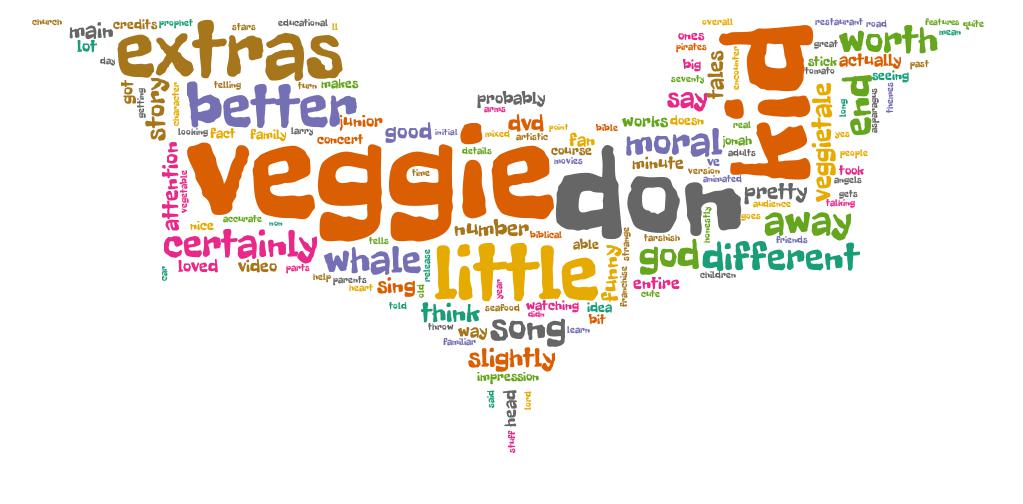 church
main
lot
day
credits
prophet
stars
educational
ll
extras
got
getting
story
character
telling
turn
makes
better
junior
looking
fact
family
larry
concert
good
initial
probably
arms
dvd
mixed
artistic
point
fan
course
movies
bible
details
time
veggie
don
attention
vegetable
nice
accurate
mom
certainly
car
loved
video
parts
tells
whale
help
parents
heart
sing
old
release
told
number
biblical
little
year
able
funny
strange
franchise
think
seafood
watching
didn
idea
bit
throw
way
song
learn
familiar
slightly
impression
said
head
lord
stuff
overall
ones
pirates
big
seventy
say
tales
encounter
kid
works
doesn
real
moral
jonah
adults
minute
ve
version
animated
pretty
audience
goes
honestly
tarshish
god
different
entire
cute
children
away
friends
restaurant
road
features
quite
mean
great
worth
stick
actually
past
tomato
seeing
end
long
asparagus
themes
veggietale
yes
people
took
angels
gets
talking